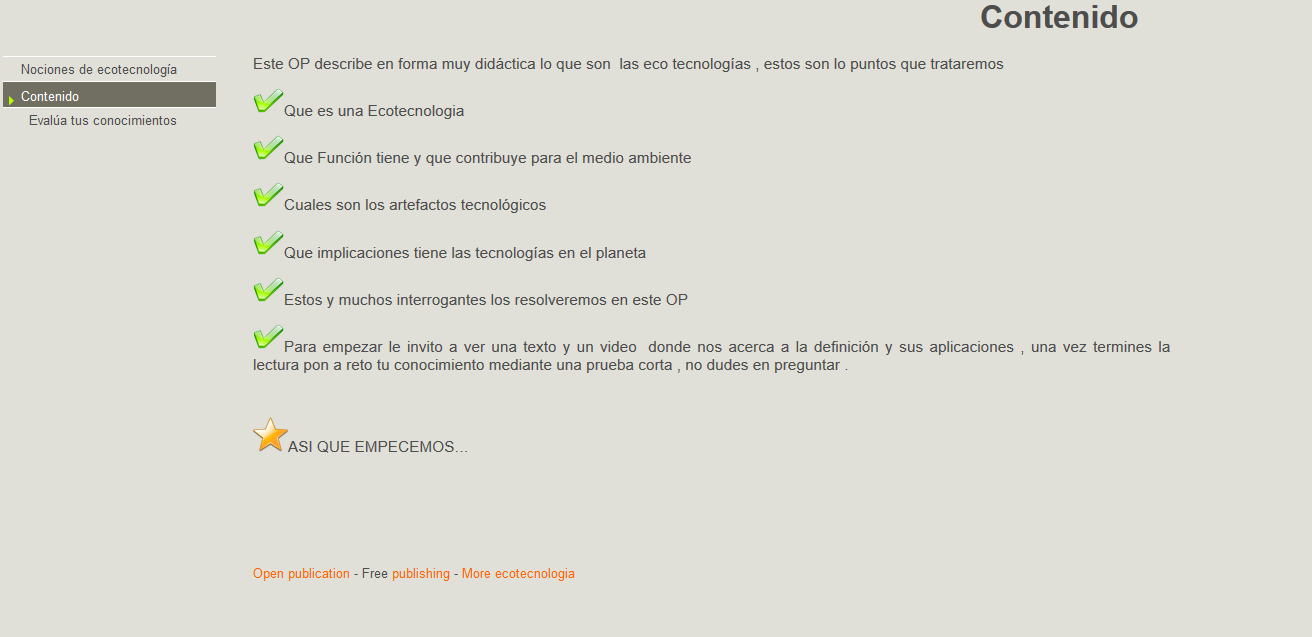 Contenido
Nociones de ecotecnología
Contenido
Evalúa tus conocimientos
Este OP describe en forma muy didáctica lo que son  las eco tecnologías , estos son lo puntos que trataremos
Que es una Ecotecnologia
Que Función tiene y que contribuye para el medio ambiente
Cuales son los artefactos tecnológicos
Que implicaciones tiene las tecnologías en el planeta
Estos y muchos interrogantes los resolveremos en este OP
Para empezar le invito a ver una texto y un video  donde nos acerca a la definición y sus aplicaciones , una vez termines la
lectura pon a reto tu conocimiento mediante una prueba corta , no dudes en preguntar .
ASI QUE EMPECEMOS...
Open publication - Free publishing - More ecotecnologia